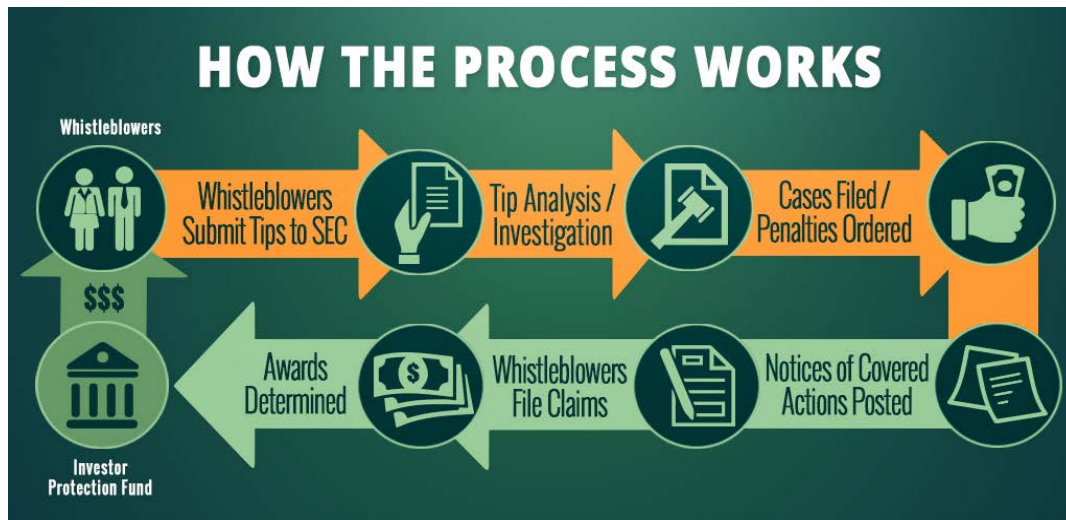 HOW THE PROCESS WORKS
Whistleblowers
Whistleblowers
Submit Tips to SEC
Tip Analysis /
Investigation
Cases Filed /
Penalties Ordered
$$$
Awards
Determined
$
Whistleblowers
File Claims
Notices of Covered
Actions Posted
Investor
Protection Fund